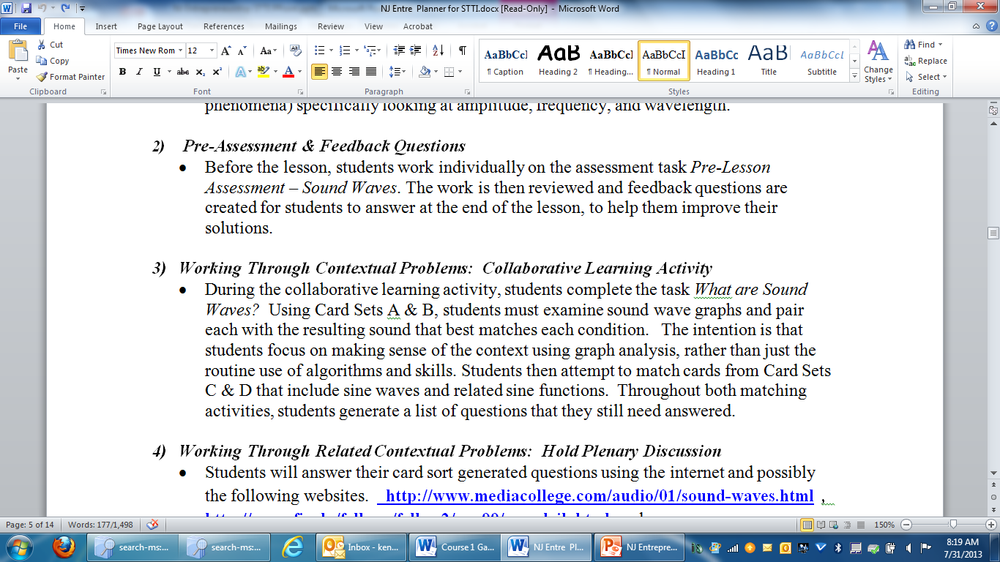 NJ Entre Planner for STTI.docx [Read-Only] - Microsoft Word
File Home Insert Page Layout References Mailings Review View Acrobat
Paste
Cut
Copy
Format Painter
Clipboard
Times New Rom 12
Font
Paragraph
AaBbCcI AaB AaBbCcI AaBbCcI AaBbCc AaB AaBbCcL
¶ Caption Heading 2 ¶ Heading... ¶ Normal Heading 1 Title Subtitle
Styles
Change Styles
Find
Replace
Select
Editing
phenomena) specifically looking at amplitude, frequency, and wavelength.
2) Pre-Assessment & Feedback Questions
• Before the lesson, students work individually on the assessment task Pre-Lesson
Assessment – Sound Waves. The work is then reviewed and feedback questions are
created for students to answer at the end of the lesson, to help them improve their
solutions.
3) Working Through Contextual Problems: Collaborative Learning Activity
• During the collaborative learning activity, students complete the task What are Sound
Waves? Using Card Sets A & B, students must examine sound wave graphs and pair
each with the resulting sound that best matches each condition. The intention is that
students focus on making sense of the context using graph analysis, rather than just the
routine use of algorithms and skills. Students then attempt to match cards from Card Sets
C & D that include sine waves and related sine functions. Throughout both matching
activities, students generate a list of questions that they still need answered.
4) Working Through Related Contextual Problems: Hold Plenary Discussion
• Students will answer their card sort generated questions using the internet and possibly
the following websites. http://www.mediacollege.com/audio/01/sound-waves.html ,
Page: 5 of 14 Words: 177/1,498 150%
search-ms:... search-ms:... Inbox - ken... Course 1 Ga... NJ Entre Pl... NJ Entrepre...
8:19 AM
7/31/2013